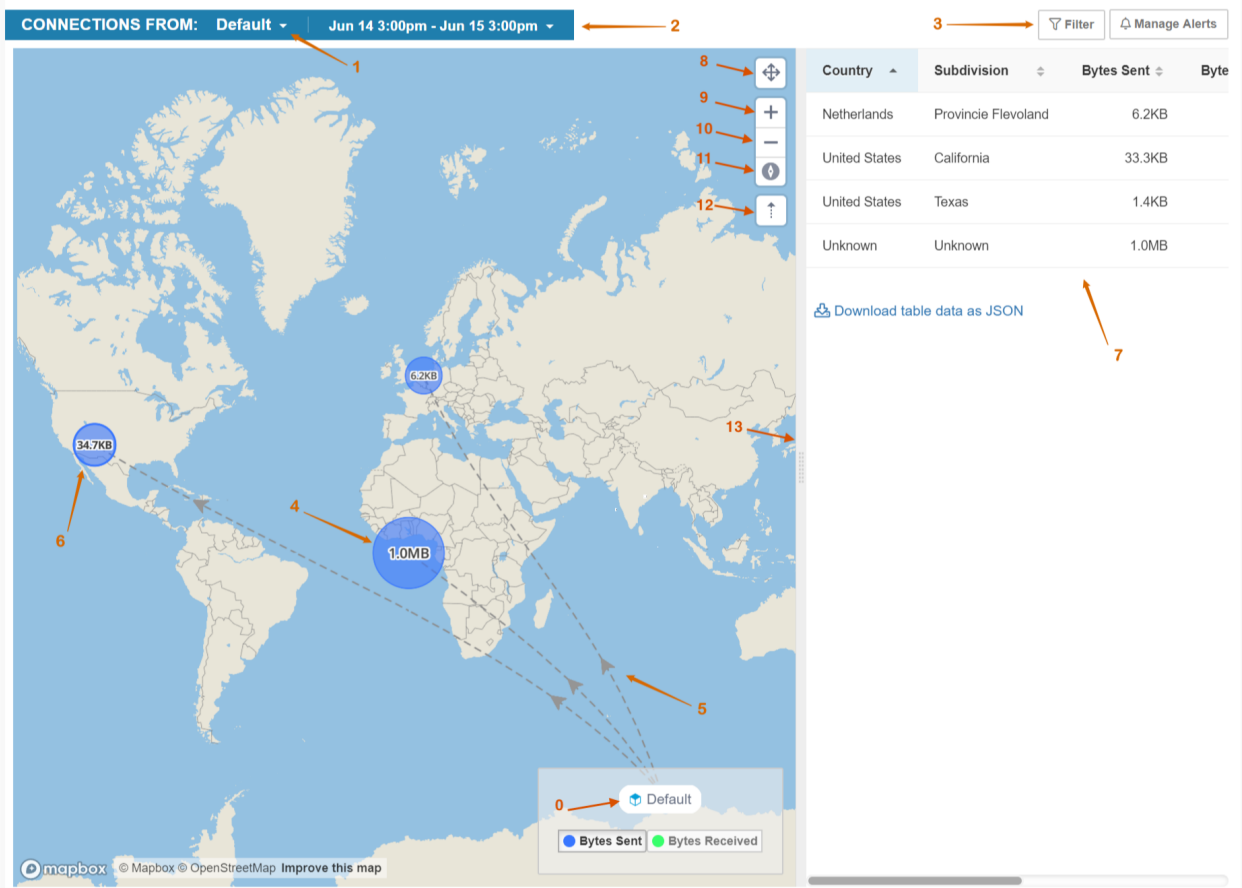 CONNECTIONS FROM: Default Jun 14 3:00pm - Jun 15 3:00pm 2 3 Filter Manage Alerts
1
8
9
10
11
12
Country Subdivision Bytes Sent Byte
Netherlands Provincie Flevoland 6.2KB
United States California 33.3KB
United States Texas 1.4KB
Unknown Unknown 1.0MB
Download table data as JSON
7
6.2KB
13
34.7KB
4
6
1.0MB
5
0 Default
Bytes Sent Bytes Received
mapbox © Mapbox © OpenStreetMap Improve this map